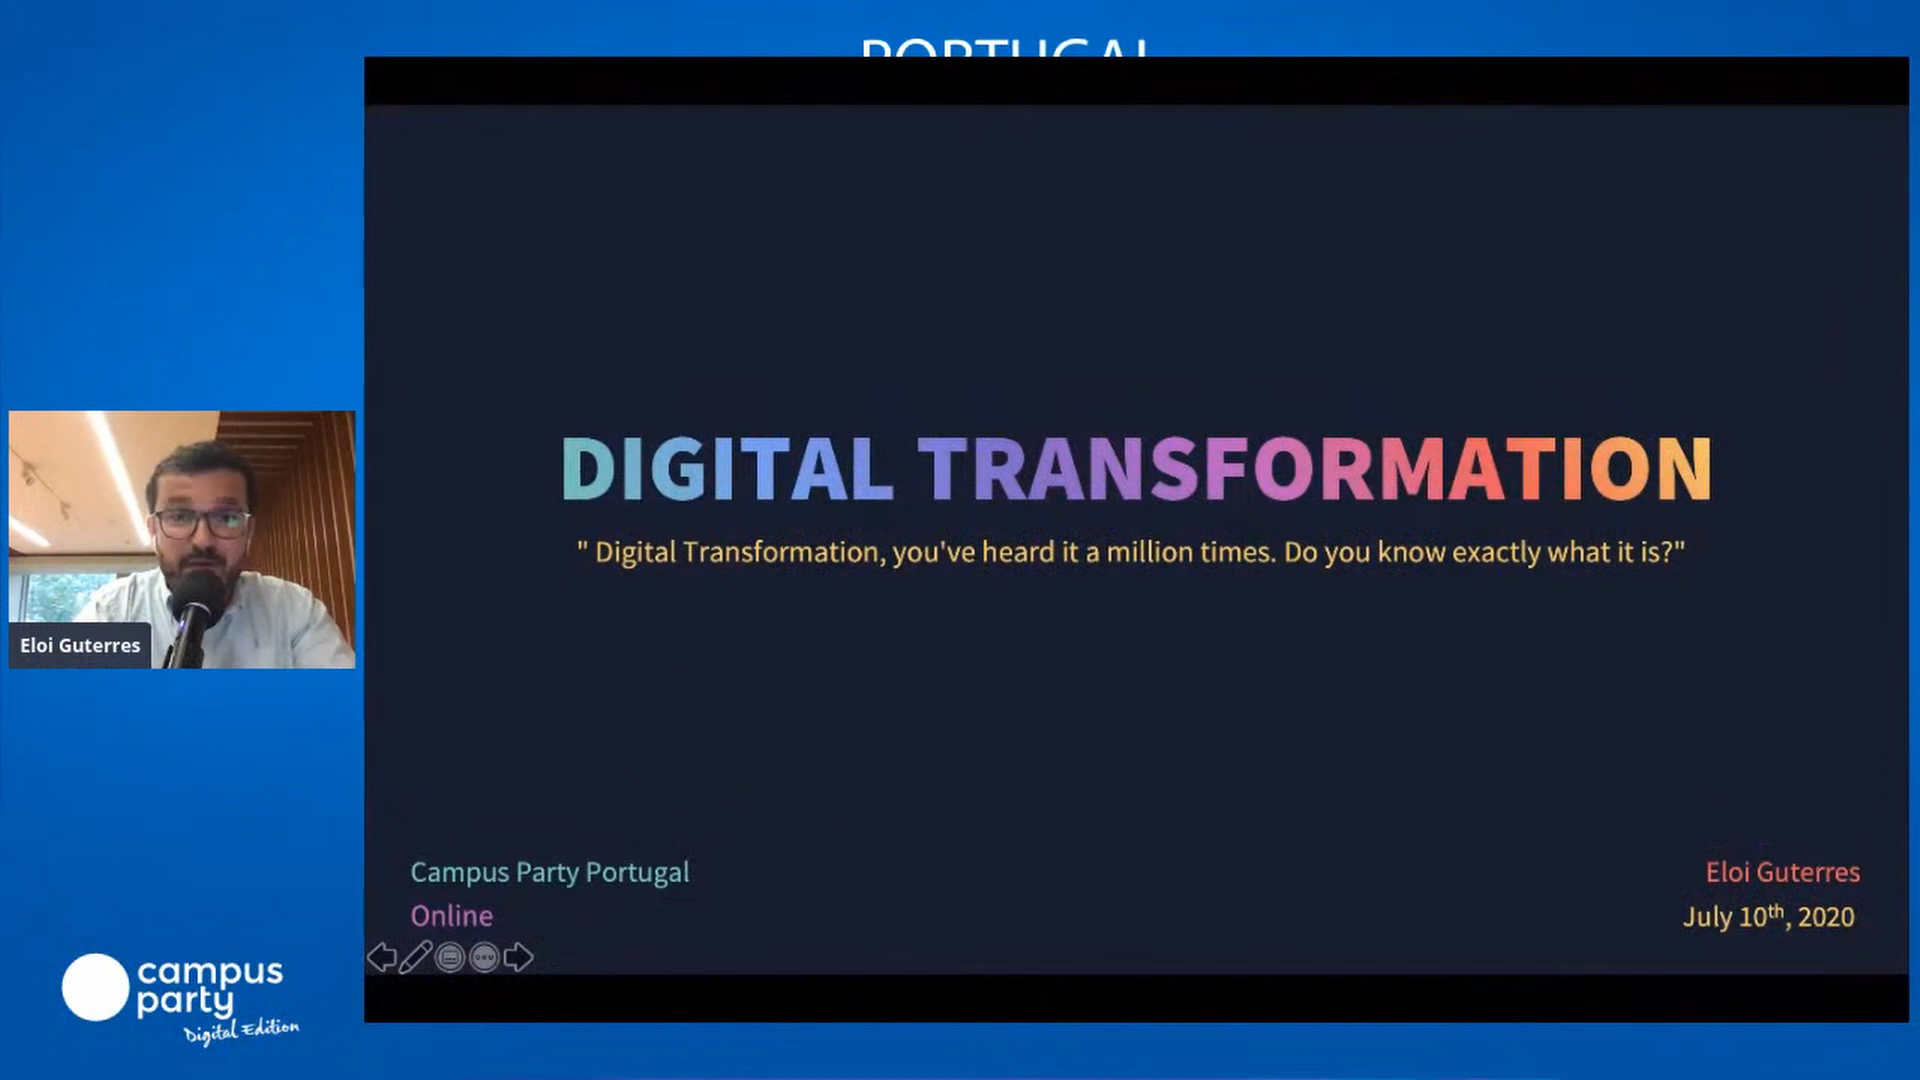 PORTUGAL
DIGITAL TRANSFORMATION
" Digital Transformation, you've heard it a million times. Do you know exactly what it is?"
Eloi Guterres
Campus Party Portugal
Online
Eloi Guterres
July 10th, 2020
campus
party
Digital Edition